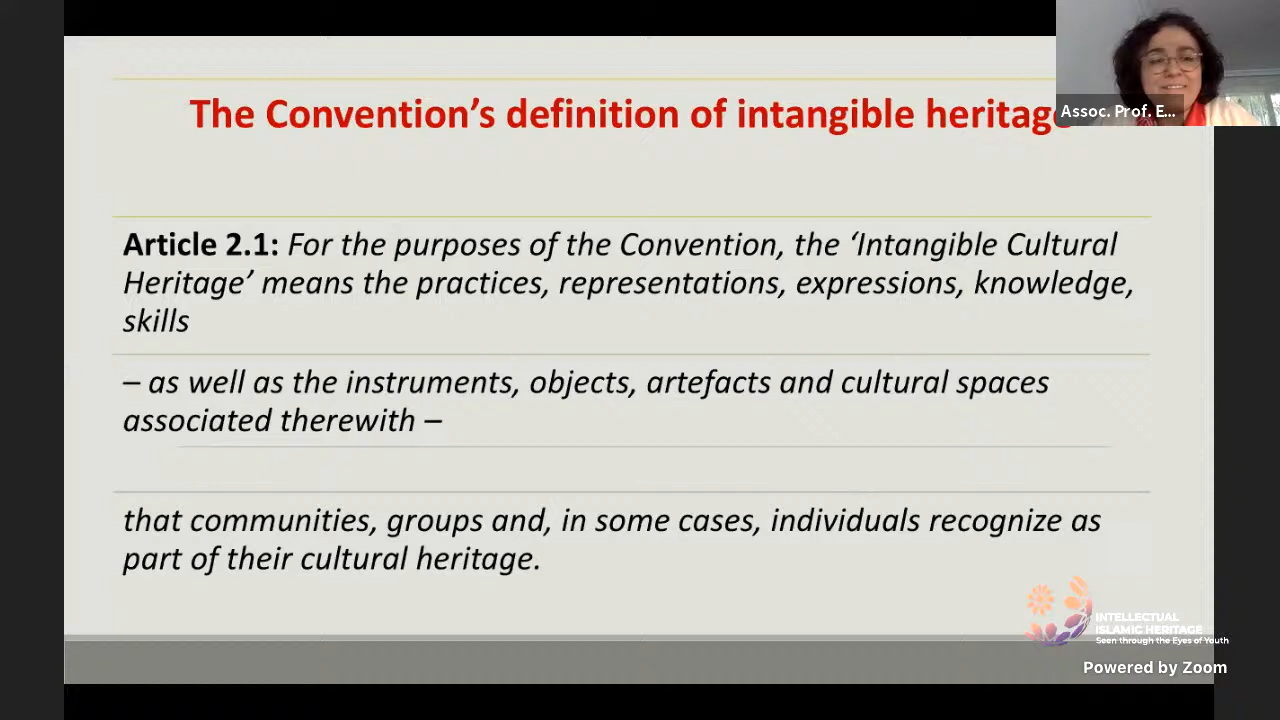 The Convention's definition of intangible heritage
Assoc. Prof. E...
Article 2.1: For the purposes of the Convention, the ‘Intangible Cultural
Heritage’ means the practices, representations, expressions, knowledge,
skills
– as well as the instruments, objects, artefacts and cultural spaces
associated therewith –
that communities, groups and, in some cases, individuals recognize as
part of their cultural heritage.
INTELLECTUAL
ISLAMIC HERITAGE
Seen through the Eyes of Youth
Powered by Zoom